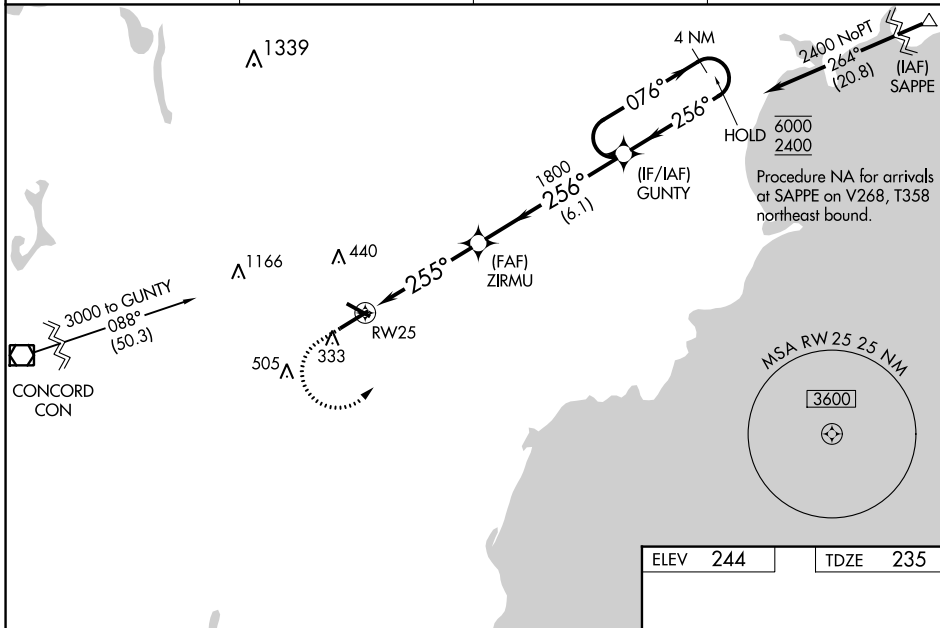 1339
4 NM
2400 NoPT
264°
(20.8)
(IAF)
SAPPE
076°
256°
HOLD
6000
2400
(IF/IAF)
GUNTY
Procedure NA for arrivals
at SAPPE on V268, T358
northeast bound.
1800
256°
(6.1)
1166
440
(FAF)
ZIRMU
255°
3000 to GUNTY
088°
(50.3)
RW25
333
505
CONCORD
CON
MSA RW 25 25 NM
3600
ELEV 244
TDZE 235